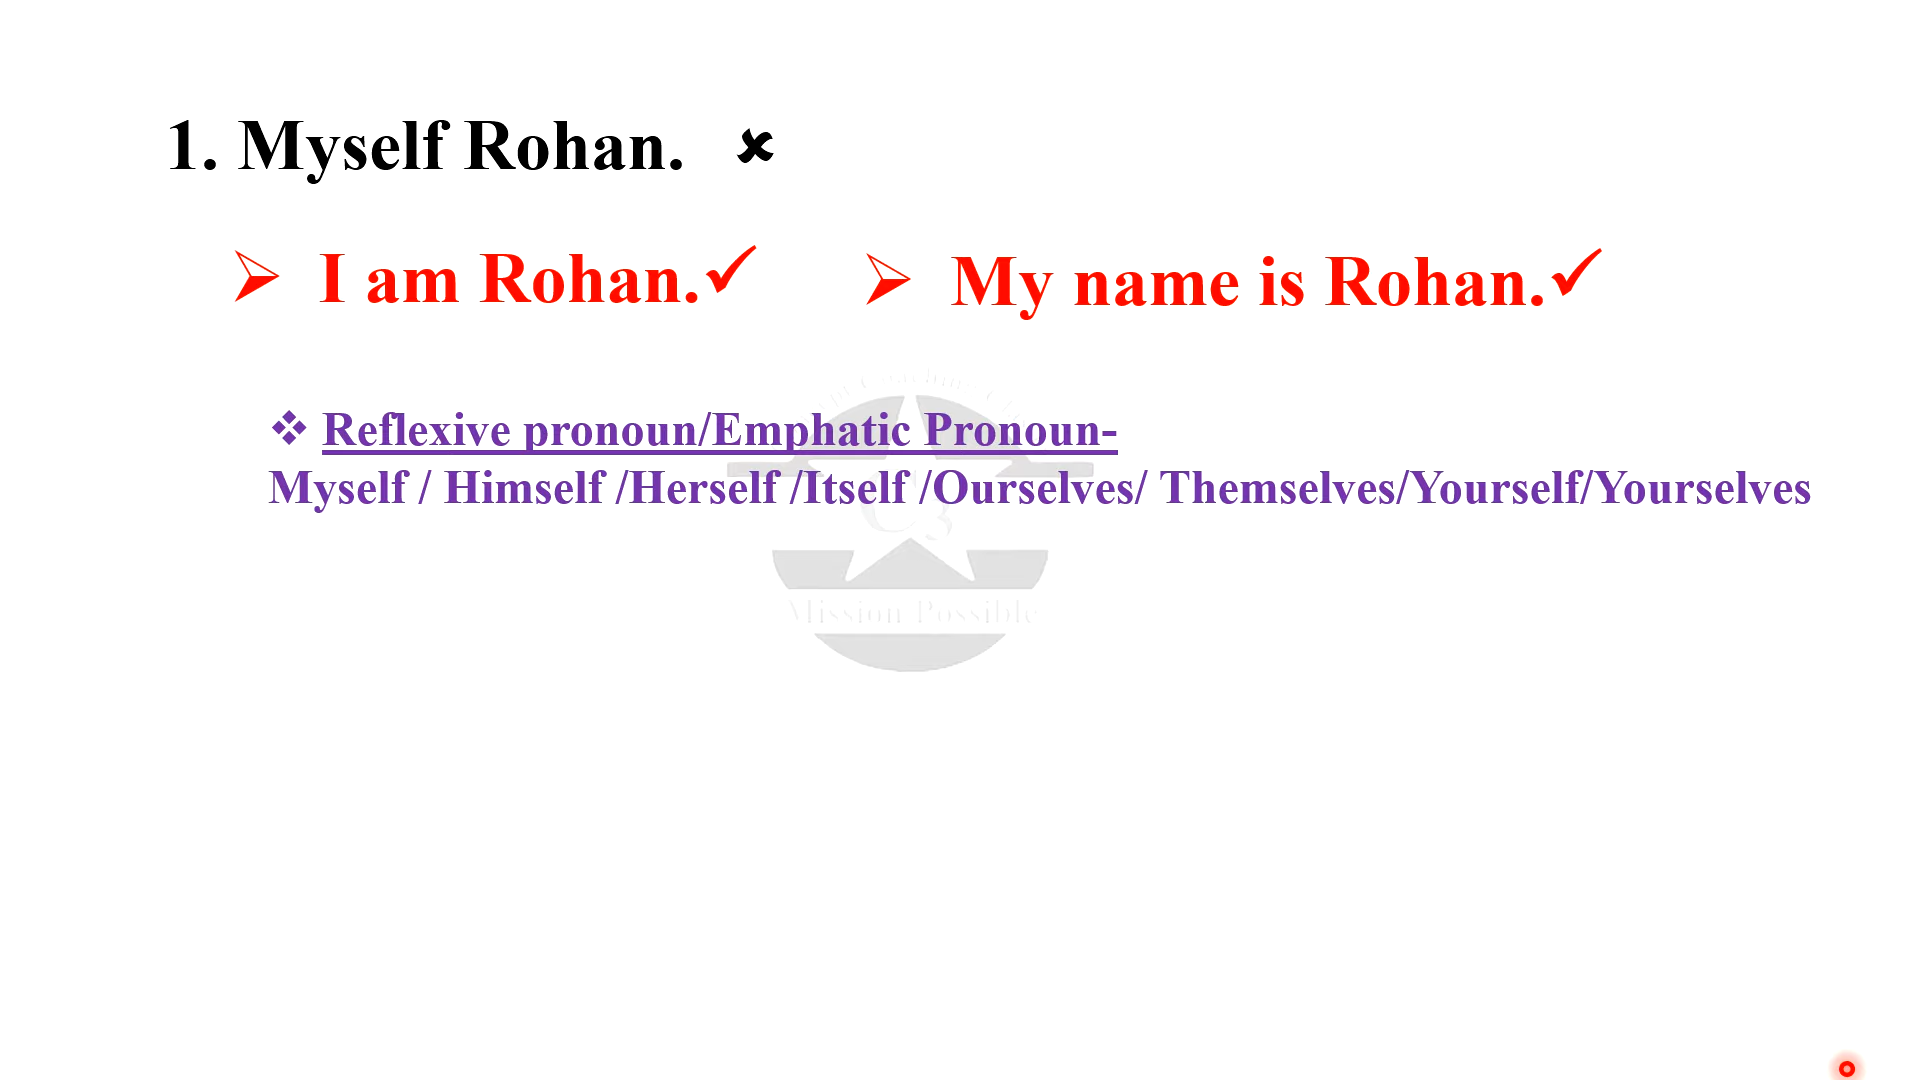 1. Myself Rohan. ✘
➢ I am Rohan.✓ ➢ My name is Rohan.✓
❖ Reflexive pronoun/Emphatic Pronoun-
Myself / Himself /Herself /Itself /Ourselves/ Themselves/Yourself/Yourselves
Mission Possible